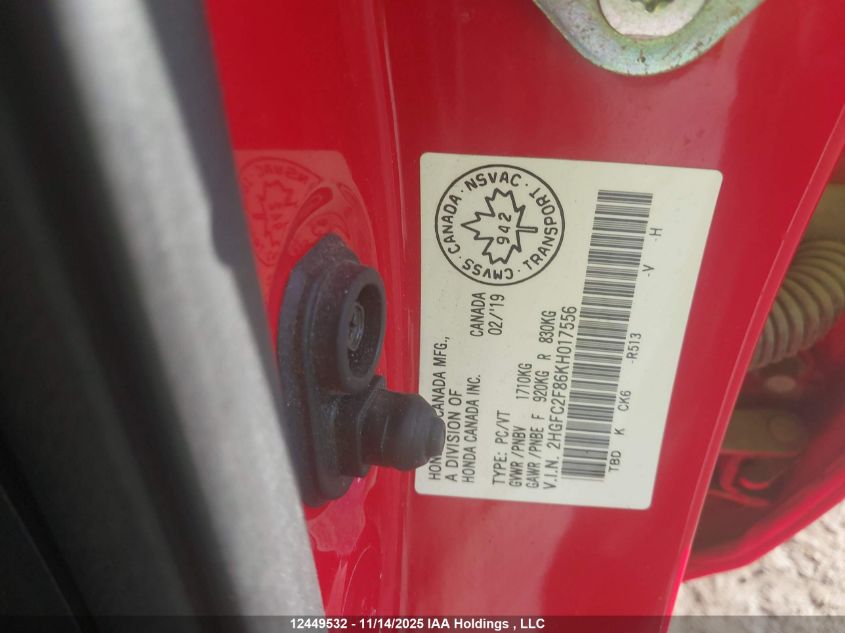 CANADA · NSVAC · TRANSPORT · CMVSS ·
942
CANADA MFG., CANADA
A DIVISION OF 02/'19
HONDA CANADA INC.
TYPE: PC/VT
GVWR/PNBV 1710KG
GAWR/PNBE F 920KG R 830KG
V.I.N. 2HGFC2F86KH017556
TBD K CK6 -R513 -V -H
12449532 - 11/14/2025 IAA Holdings , LLC